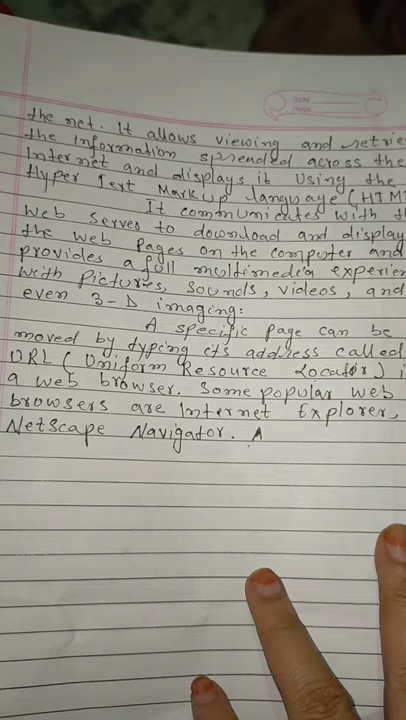 Date
the net. It allows viewing and retrie
the information spreaded across the
Internet and displays it using the
Hyper Text Markup language (HTM
It communicates with th
web serves to download and display
the web pages on the computer and
provides a full multimedia experien
with pictures, sounds, videos, and
even 3-D imaging:
A specific page can be
moved by typing its address called
URL (Uniform Resource Locator) i
a web browser. Some popular web
browsers are Internet Explorer,
Netscape Navigator. A